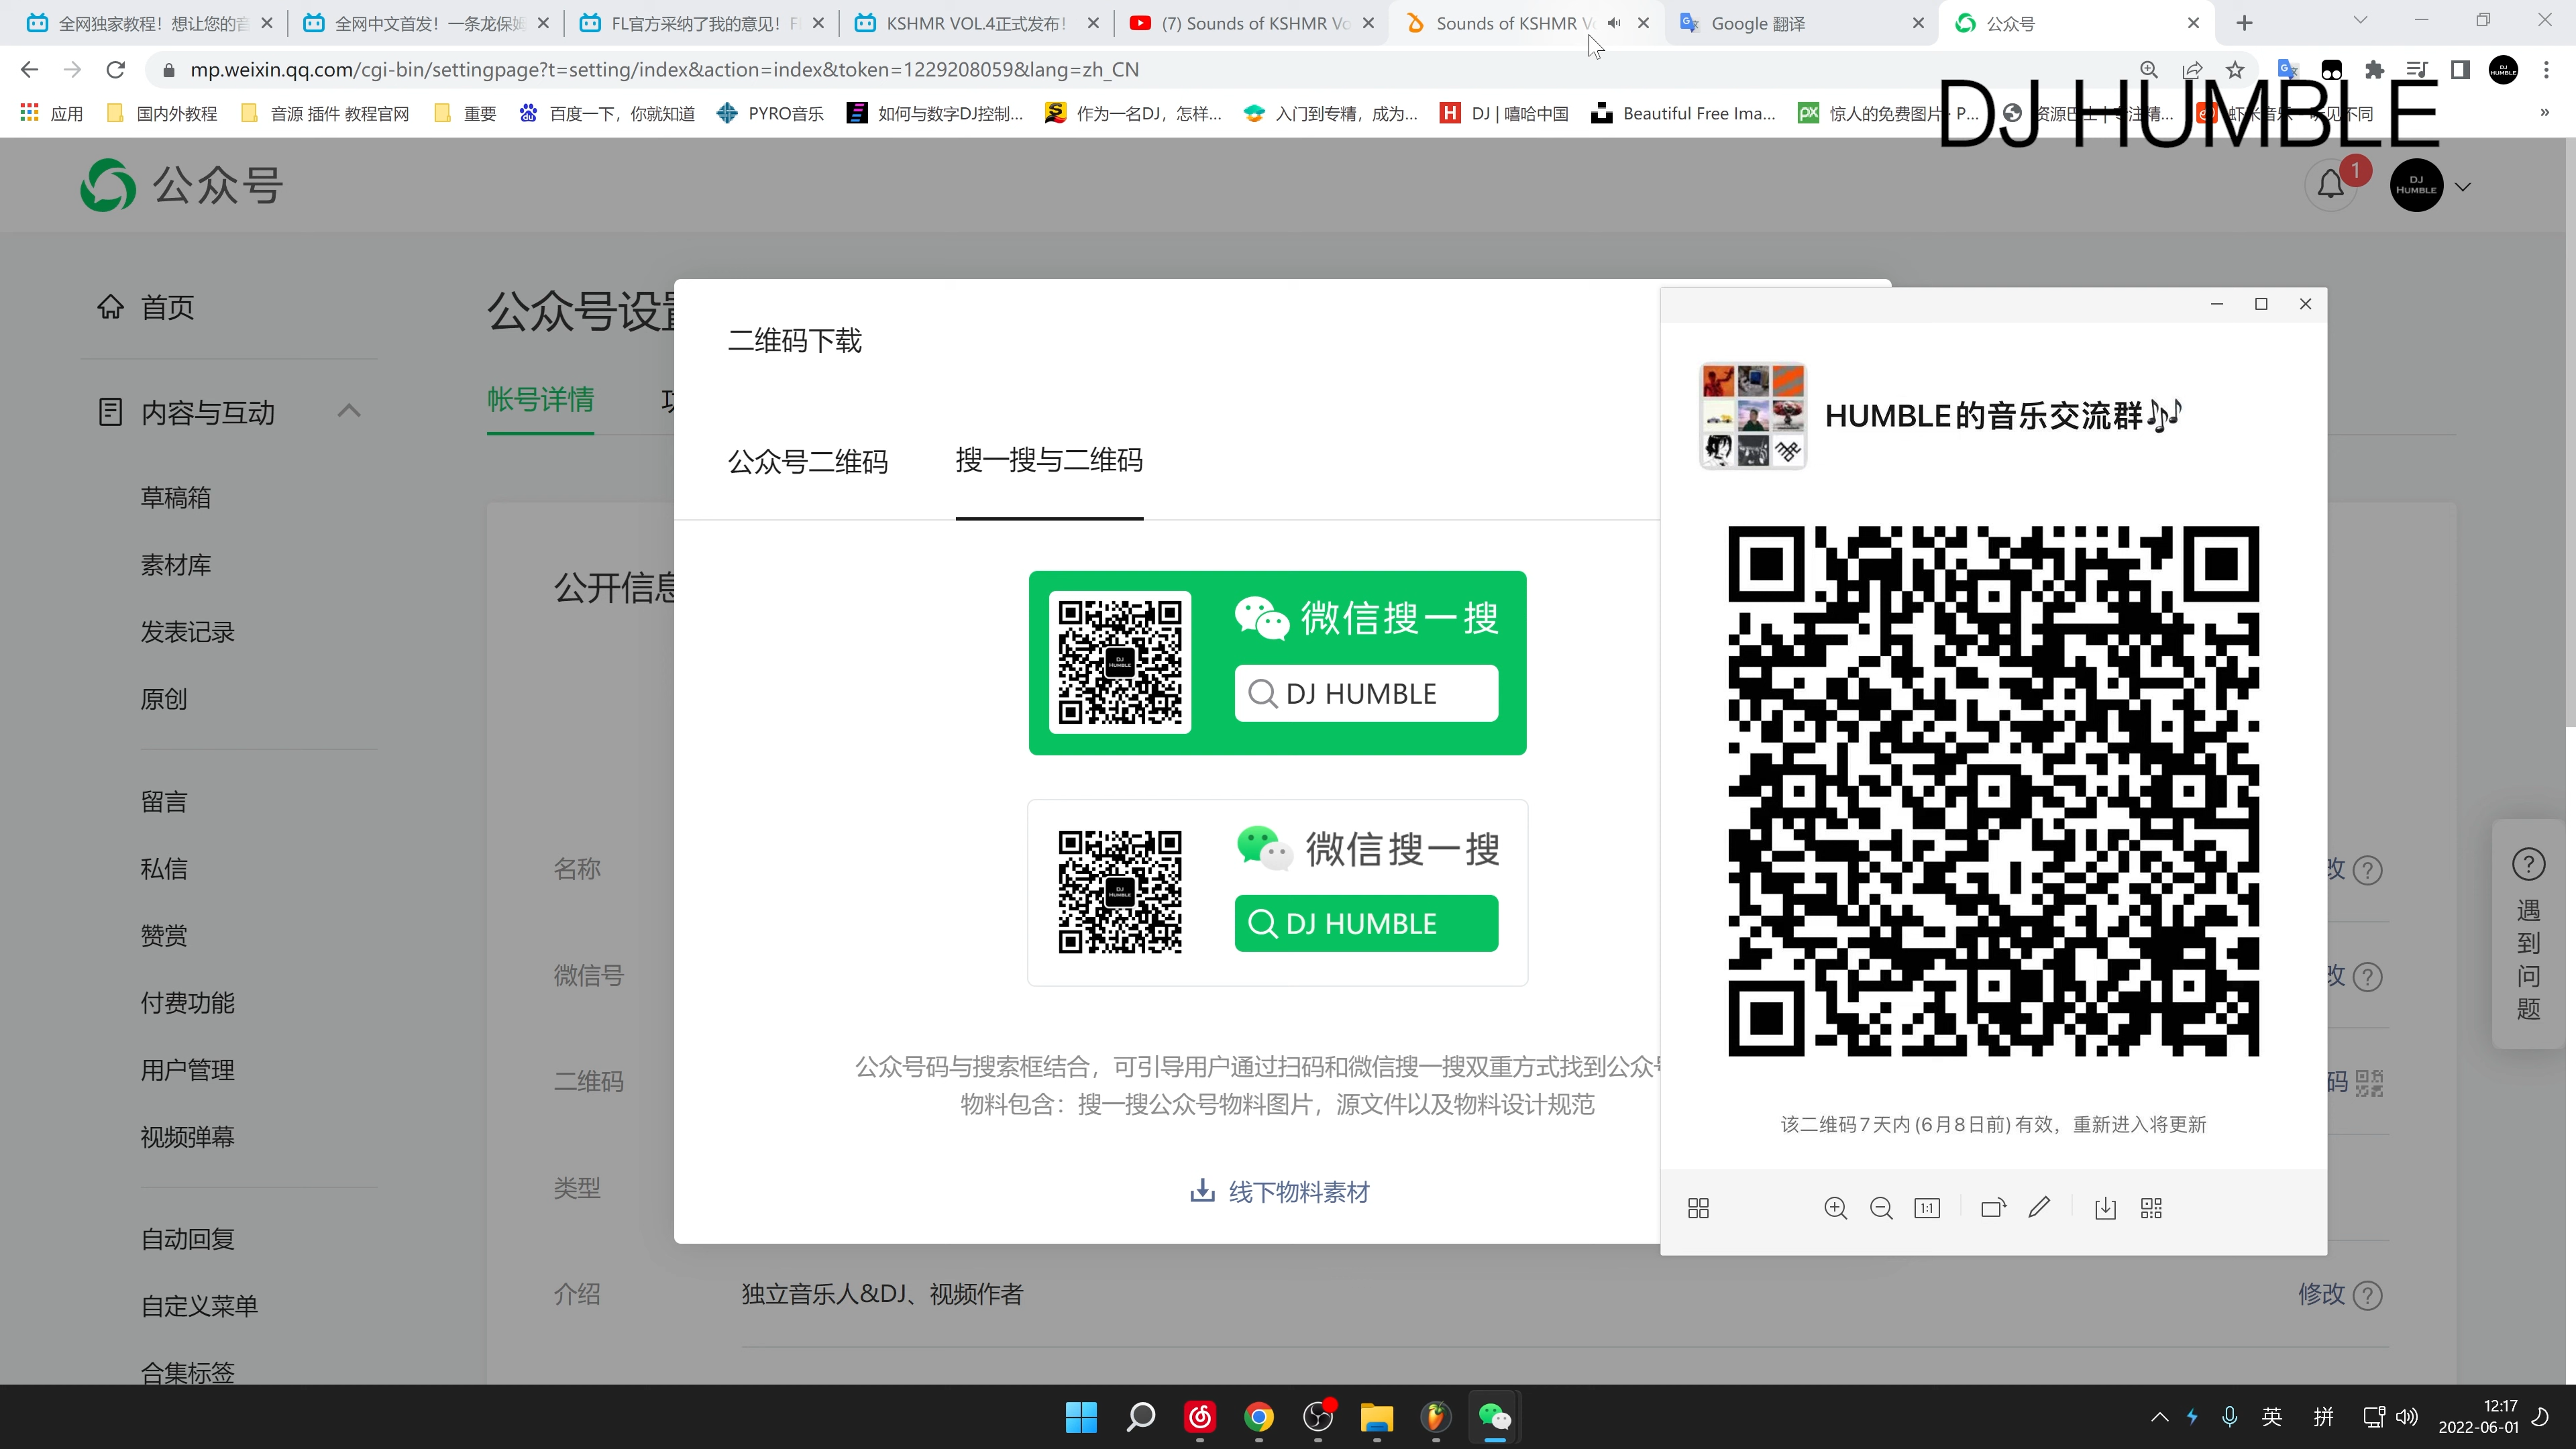 全网独家教程！想让您的音
全网中文首发！一条龙保姆
FL官方采纳了我的意见！F
KSHMR VOL.4正式发布！
(7) Sounds of KSHMR Vo
Sounds of KSHMR V
Google 翻译
公众号
mp.weixin.qq.com/cgi-bin/settingpage?t=setting/index&action=index&token=1229208059&lang=zh_CN
应用
国内外教程
音源 插件 教程官网
重要
百度一下，你就知道
PYRO音乐
如何与数字DJ控制...
作为一名DJ，怎样...
入门到专精，成为...
DJ | 嘻哈中国
Beautiful Free Ima...
惊人的免费图片 · P...
DJ HUMBLE
公众号
1
DJ HUMBLE
首页
内容与互动
草稿箱
素材库
发表记录
原创
留言
私信
赞赏
付费功能
用户管理
视频弹幕
自动回复
自定义菜单
合集标签
公众号设置
帐号详情
公开信息
名称
微信号
二维码
类型
介绍
独立音乐人&DJ、视频作者
修改
二维码下载
公众号二维码
搜一搜与二维码
微信搜一搜
DJ HUMBLE
微信搜一搜
DJ HUMBLE
公众号码与搜索框结合，可引导用户通过扫码和微信搜一搜双重方式找到公众号
物料包含：搜一搜公众号物料图片，源文件以及物料设计规范
线下物料素材
HUMBLE的音乐交流群🎶
该二维码7天内(6月8日前)有效，重新进入将更新
1:1
改
改
码
遇到问题
英
拼
12:17
2022-06-01